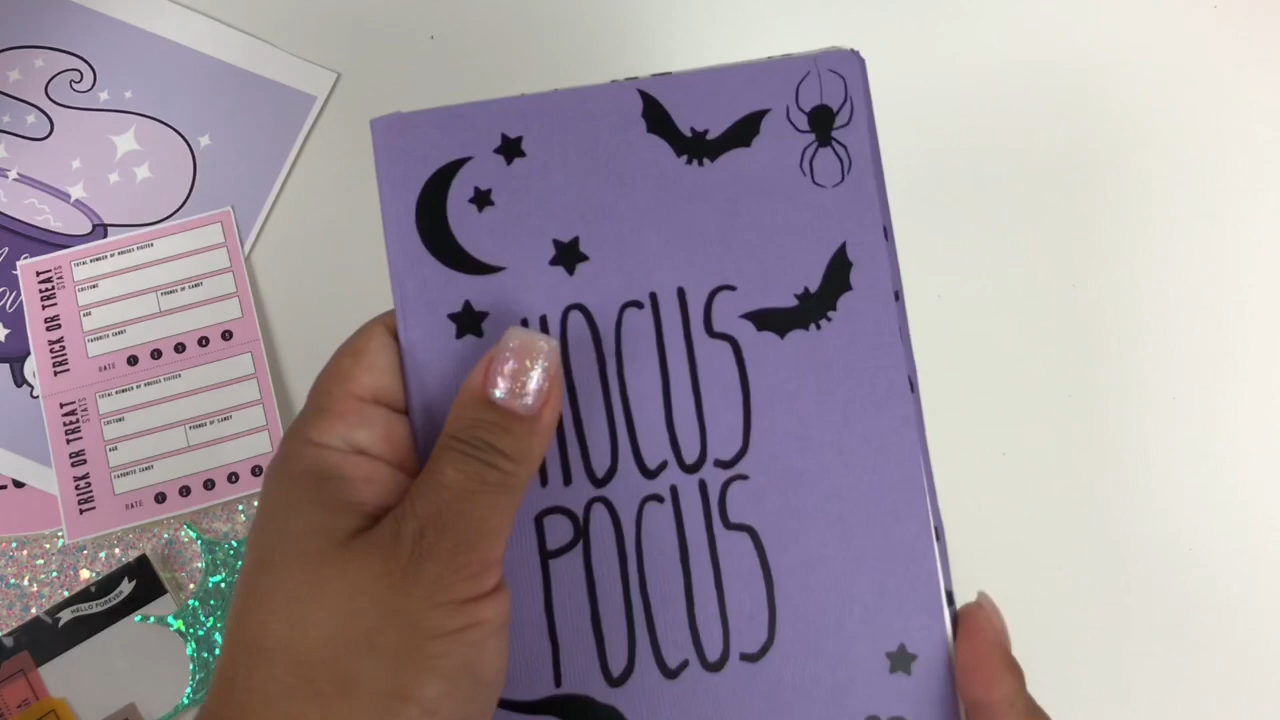 HOCUS
POCUS
TRICK OR TREAT
STATS
TOTAL NUMBER OF HOUSES VISITED
COSTUME
AGE
POUNDS OF CANDY
FAVORITE CANDY
RATE 1 2 3 4 5
TRICK OR TREAT
STATS
TOTAL NUMBER OF HOUSES VISITED
COSTUME
AGE
POUNDS OF CANDY
FAVORITE CANDY
RATE 1 2 3 4 5
HELLO FOREVER